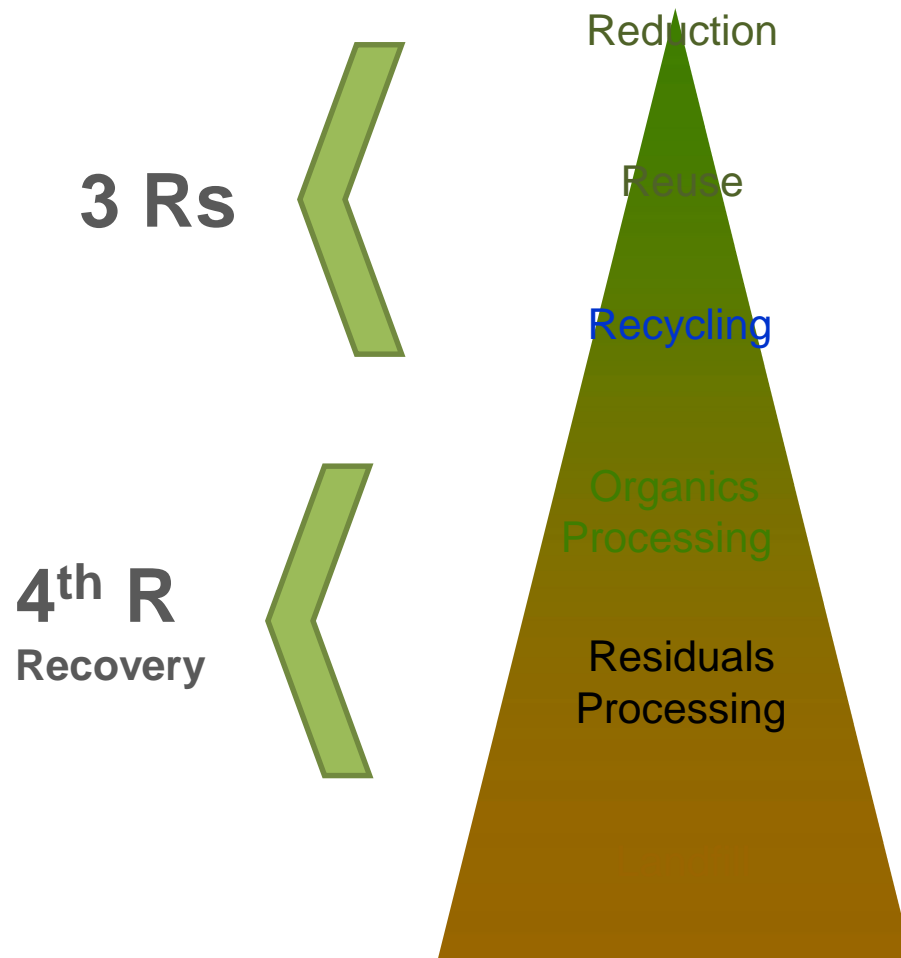 Reduction
3 Rs
Reuse
Recycling
Organics
Processing
4th R
Recovery
Residuals
Processing